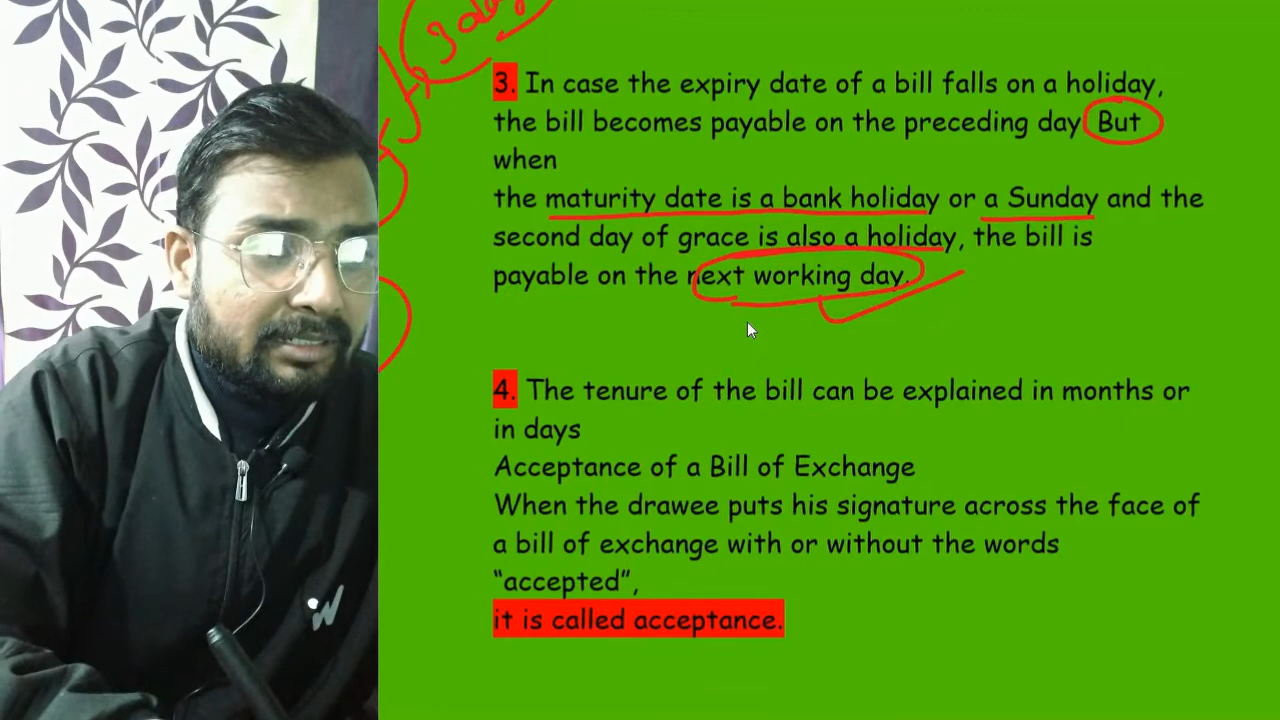 3 days
3. In case the expiry date of a bill falls on a holiday,
the bill becomes payable on the preceding day But
when
the maturity date is a bank holiday or a Sunday and the
second day of grace is also a holiday, the bill is
payable on the next working day.
4. The tenure of the bill can be explained in months or
in days
Acceptance of a Bill of Exchange
When the drawee puts his signature across the face of
a bill of exchange with or without the words
“accepted”,
it is called acceptance.